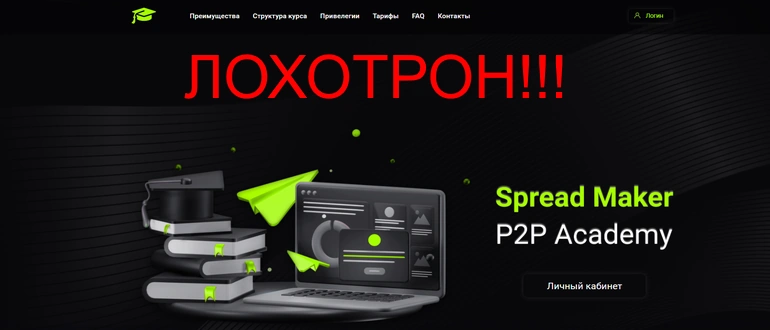 Преимущества Структура курса Привелегии Тарифы FAQ Контакты Логин
ЛОХОТРОН!!!
Spread Maker
P2P Academy
Личный кабинет